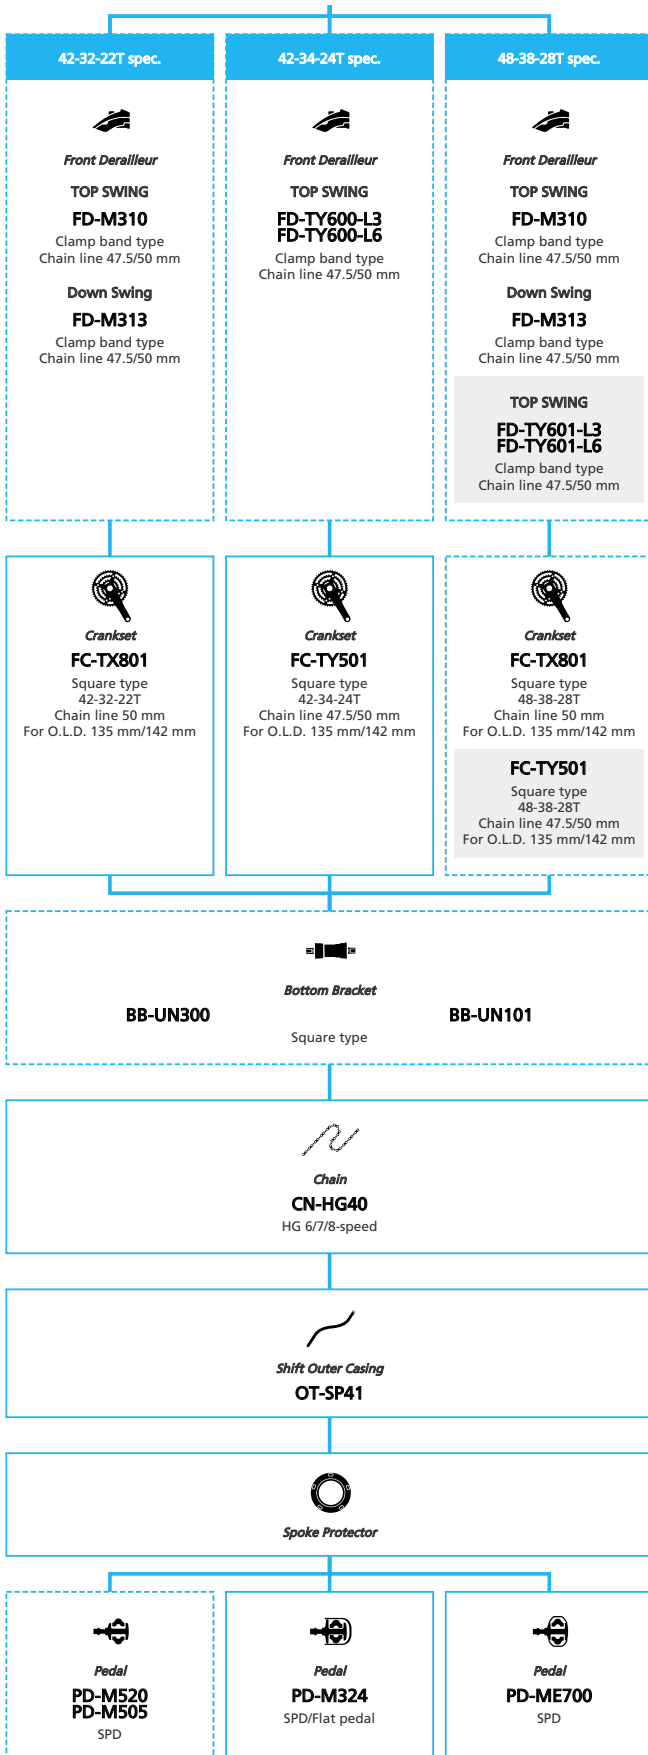 42-32-22T spec.
42-34-24T spec.
48-38-28T spec.
Front Derailleur
TOP SWING
FD-M310
Clamp band type
Chain line 47.5/50 mm
Down Swing
FD-M313
Clamp band type
Chain line 47.5/50 mm
Front Derailleur
TOP SWING
FD-TY600-L3
FD-TY600-L6
Clamp band type
Chain line 47.5/50 mm
Front Derailleur
TOP SWING
FD-M310
Clamp band type
Chain line 47.5/50 mm
Down Swing
FD-M313
Clamp band type
Chain line 47.5/50 mm
TOP SWING
FD-TY601-L3
FD-TY601-L6
Clamp band type
Chain line 47.5/50 mm
Crankset
FC-TX801
Square type
42-32-22T
Chain line 50 mm
For O.L.D. 135 mm/142 mm
Crankset
FC-TY501
Square type
42-34-24T
Chain line 47.5/50 mm
For O.L.D. 135 mm/142 mm
Crankset
FC-TX801
Square type
48-38-28T
Chain line 50 mm
For O.L.D. 135 mm/142 mm
FC-TY501
Square type
48-38-28T
Chain line 47.5/50 mm
For O.L.D. 135 mm/142 mm
Bottom Bracket
BB-UN300
BB-UN101
Square type
Chain
CN-HG40
HG 6/7/8-speed
Shift Outer Casing
OT-SP41
Spoke Protector
Pedal
PD-M520
PD-M505
SPD
Pedal
PD-M324
SPD/Flat pedal
Pedal
PD-ME700
SPD